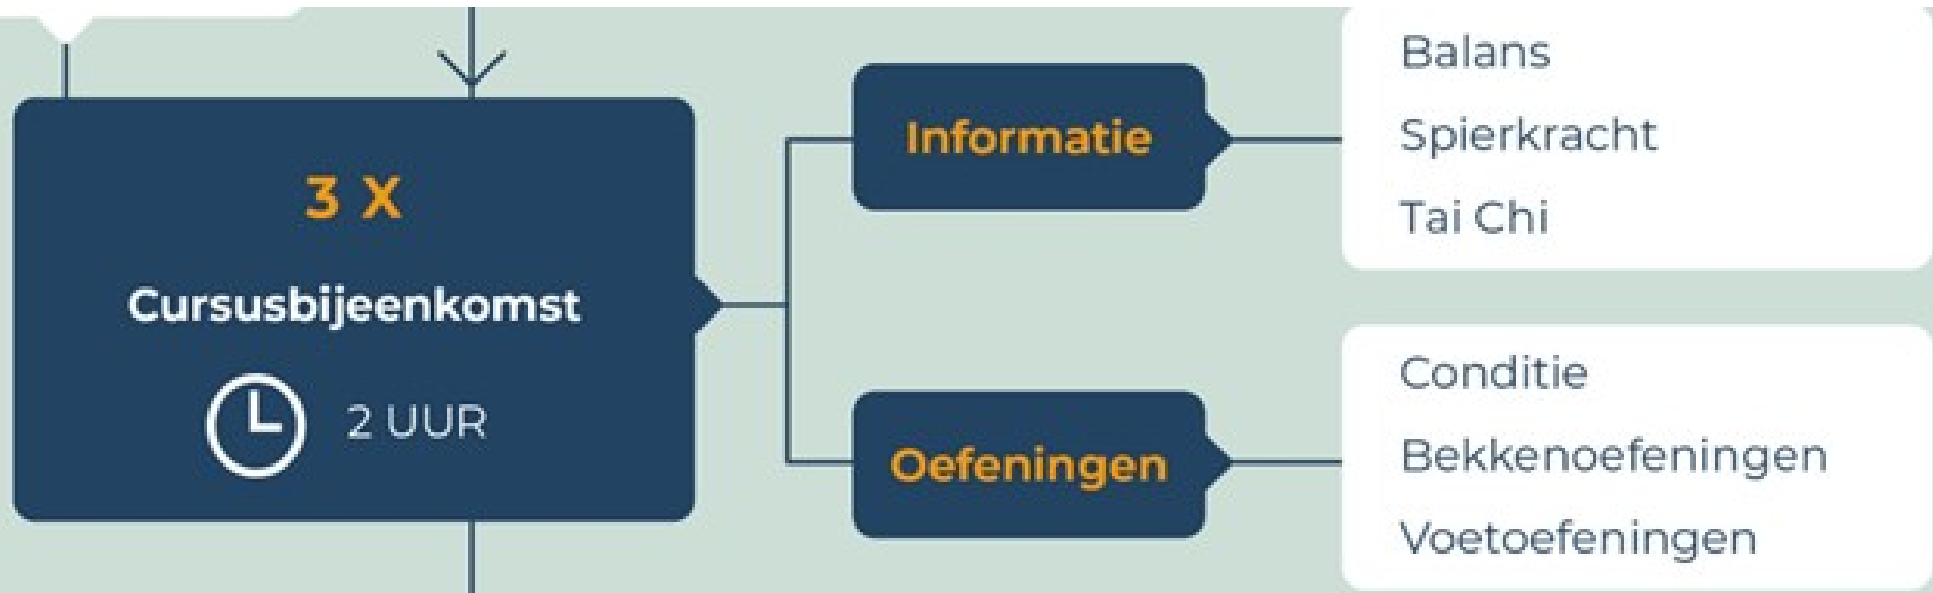 3 X
Cursusbijeenkomst
2 UUR
Informatie
Balans
Spierkracht
Tai Chi
Oefeningen
Conditie
Bekkenoefeningen
Voetoefeningen